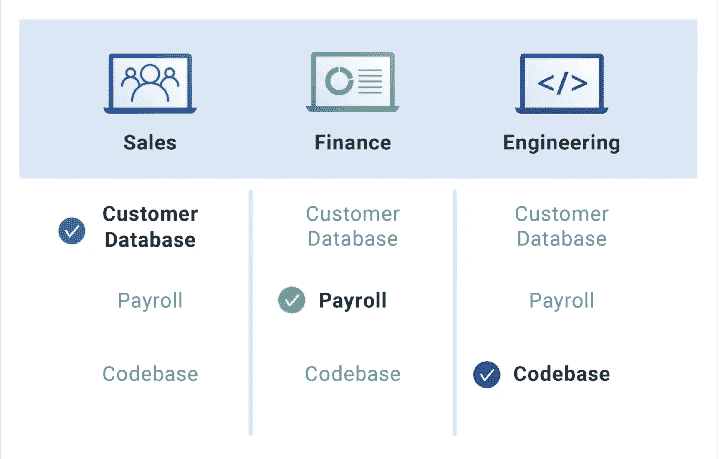 </>
Sales
Finance
Engineering
Customer
Database
Customer
Database
Customer
Database
Payroll
Payroll
Payroll
Codebase
Codebase
Codebase